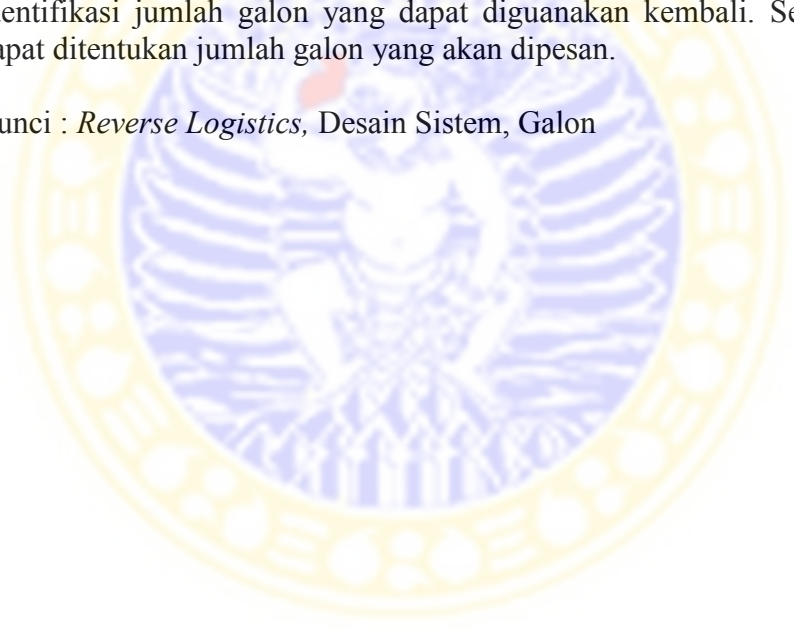 entifikasi jumlah galon yang dapat diguanakan kembali. Se
apat ditentukan jumlah galon yang akan dipesan.
unci : Reverse Logistics, Desain Sistem, Galon